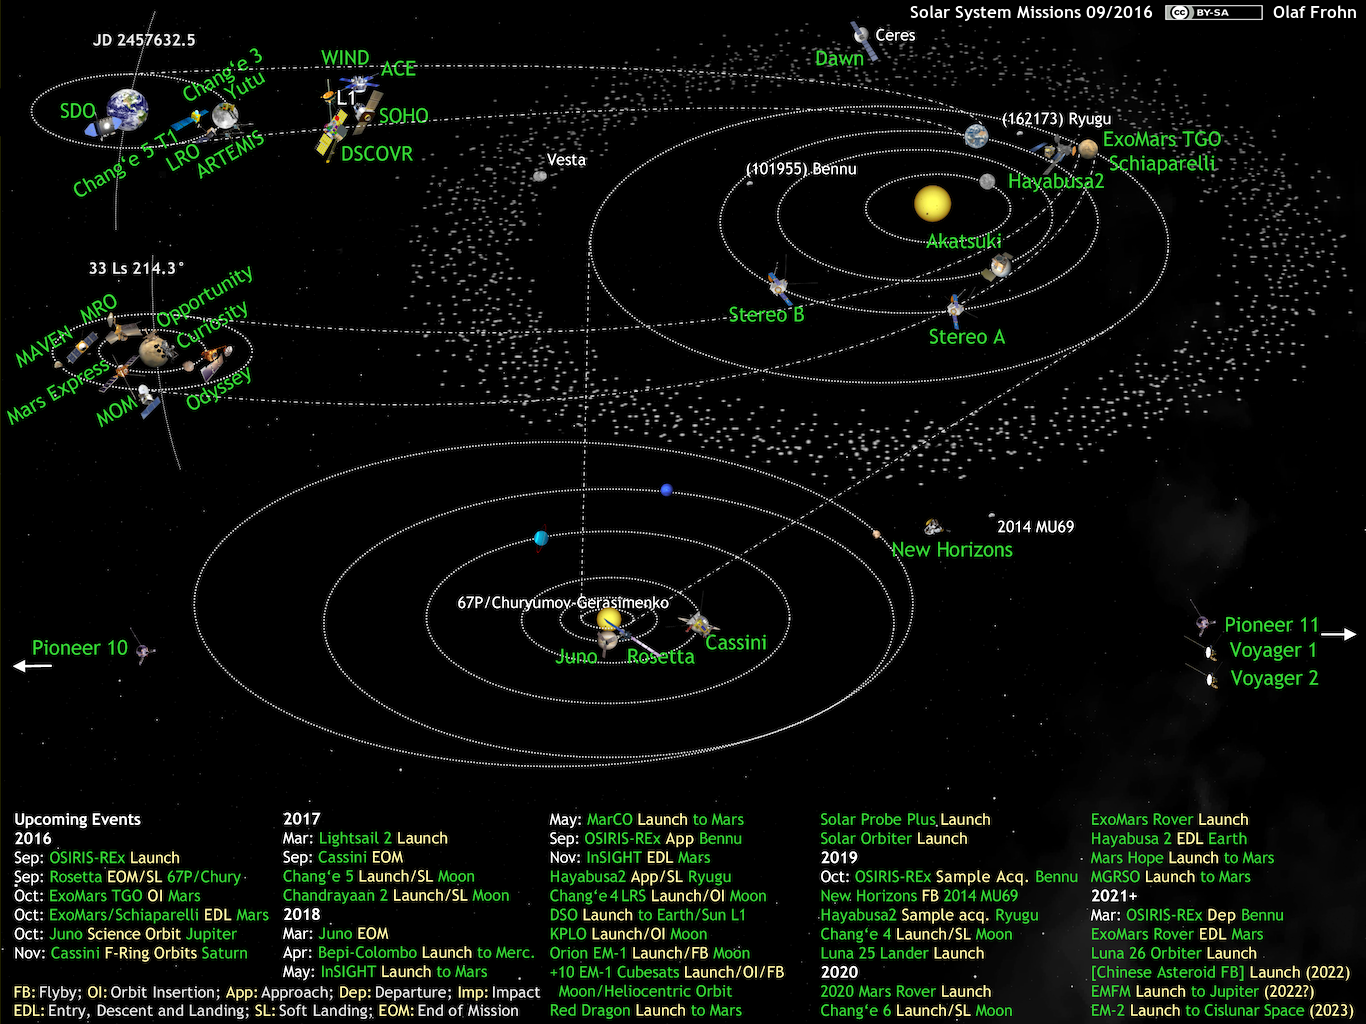 Solar System Missions 09/2016 cc BY-SA Olaf Frohn
JD 2457632.5
Chang'e 3
Yutu
SDO
Chang'e 5 T1
LRO
ARTEMIS
WIND
ACE
L1
SOHO
DSCOVR
Ceres
Dawn
Vesta
(162173) Ryugu
ExoMars TGO
Schiaparelli
(101955) Bennu
Hayabusa2
Akatsuki
Stereo B
Stereo A
33 Ls 214.3°
MRO
Opportunity
Curiosity
MAVEN
Mars Express
MOM
Odyssey
2014 MU69
New Horizons
67P/Churyumov-Gerasimenko
Cassini
Juno
Rosetta
Pioneer 10
Pioneer 11
Voyager 1
Voyager 2
Upcoming Events
2016
Sep: OSIRIS-REx Launch
Sep: Rosetta EOM/SL 67P/Chury
Oct: ExoMars TGO OI Mars
Oct: ExoMars/Schiaparelli EDL Mars
Oct: Juno Science Orbit Jupiter
Nov: Cassini F-Ring Orbits Saturn
2017
Mar: Lightsail 2 Launch
Sep: Cassini EOM
Chang'e 5 Launch/SL Moon
Chandrayaan 2 Launch/SL Moon
2018
Mar: Juno EOM
Apr: Bepi-Colombo Launch to Merc.
May: InSIGHT Launch to Mars
May: MarCO Launch to Mars
Sep: OSIRIS-REx App Bennu
Nov: InSIGHT EDL Mars
Hayabusa2 App/SL Ryugu
Chang'e 4 LRS Launch/OI Moon
DSO Launch to Earth/Sun L1
KPLO Launch/OI Moon
Orion EM-1 Launch/FB Moon
+10 EM-1 Cubesats Launch/OI/FB
Moon/Heliocentric Orbit
Red Dragon Launch to Mars
Solar Probe Plus Launch
Solar Orbiter Launch
2019
Oct: OSIRIS-REx Sample Acq. Bennu
New Horizons FB 2014 MU69
Hayabusa2 Sample acq. Ryugu
Chang'e 4 Launch/SL Moon
Luna 25 Lander Launch
2020
2020 Mars Rover Launch
Chang'e 6 Launch/SL Moon
ExoMars Rover Launch
Hayabusa 2 EDL Earth
Mars Hope Launch to Mars
MGRSO Launch to Mars
2021+
Mar: OSIRIS-REx Dep Bennu
ExoMars Rover EDL Mars
Luna 26 Orbiter Launch
[Chinese Asteroid FB] Launch (2022)
EMFM Launch to Jupiter (2022?)
EM-2 Launch to Cislunar Space (2023)
FB: Flyby; OI: Orbit Insertion; App: Approach; Dep: Departure; Imp: Impact
EDL: Entry, Descent and Landing; SL: Soft Landing; EOM: End of Mission